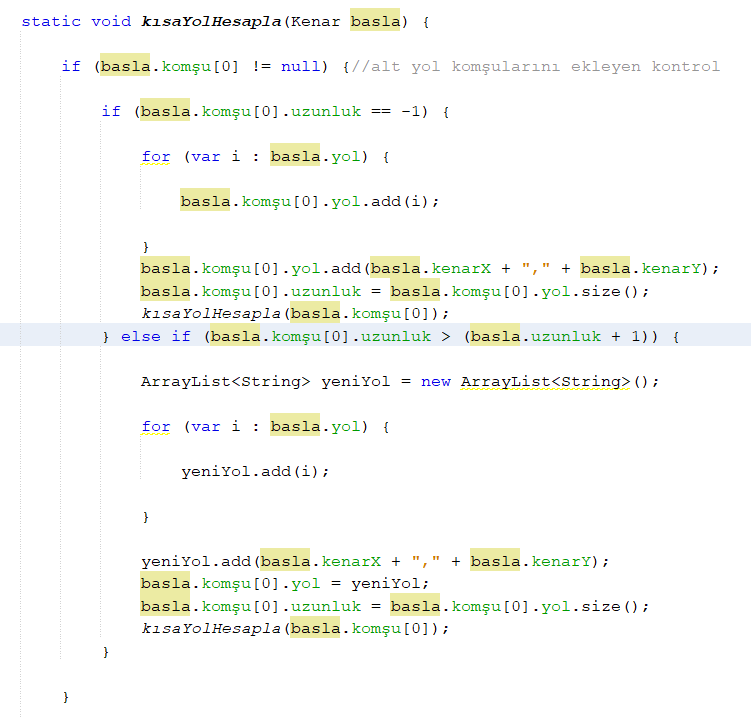 static void kısaYolHesapla(Kenar basla) {
if (basla.komşu[0] != null) {//alt yol komşularını ekleyen kontrol
if (basla.komşu[0].uzunluk == -1) {
for (var i : basla.yol) {
basla.komşu[0].yol.add(i);
}
basla.komşu[0].yol.add(basla.kenarX + "," + basla.kenarY);
basla.komşu[0].uzunluk = basla.komşu[0].yol.size();
kısaYolHesapla(basla.komşu[0]);
} else if (basla.komşu[0].uzunluk > (basla.uzunluk + 1)) {
ArrayList<String> yeniYol = new ArrayList<String>();
for (var i : basla.yol) {
yeniYol.add(i);
}
yeniYol.add(basla.kenarX + "," + basla.kenarY);
basla.komşu[0].yol = yeniYol;
basla.komşu[0].uzunluk = basla.komşu[0].yol.size();
kısaYolHesapla(basla.komşu[0]);
}
}